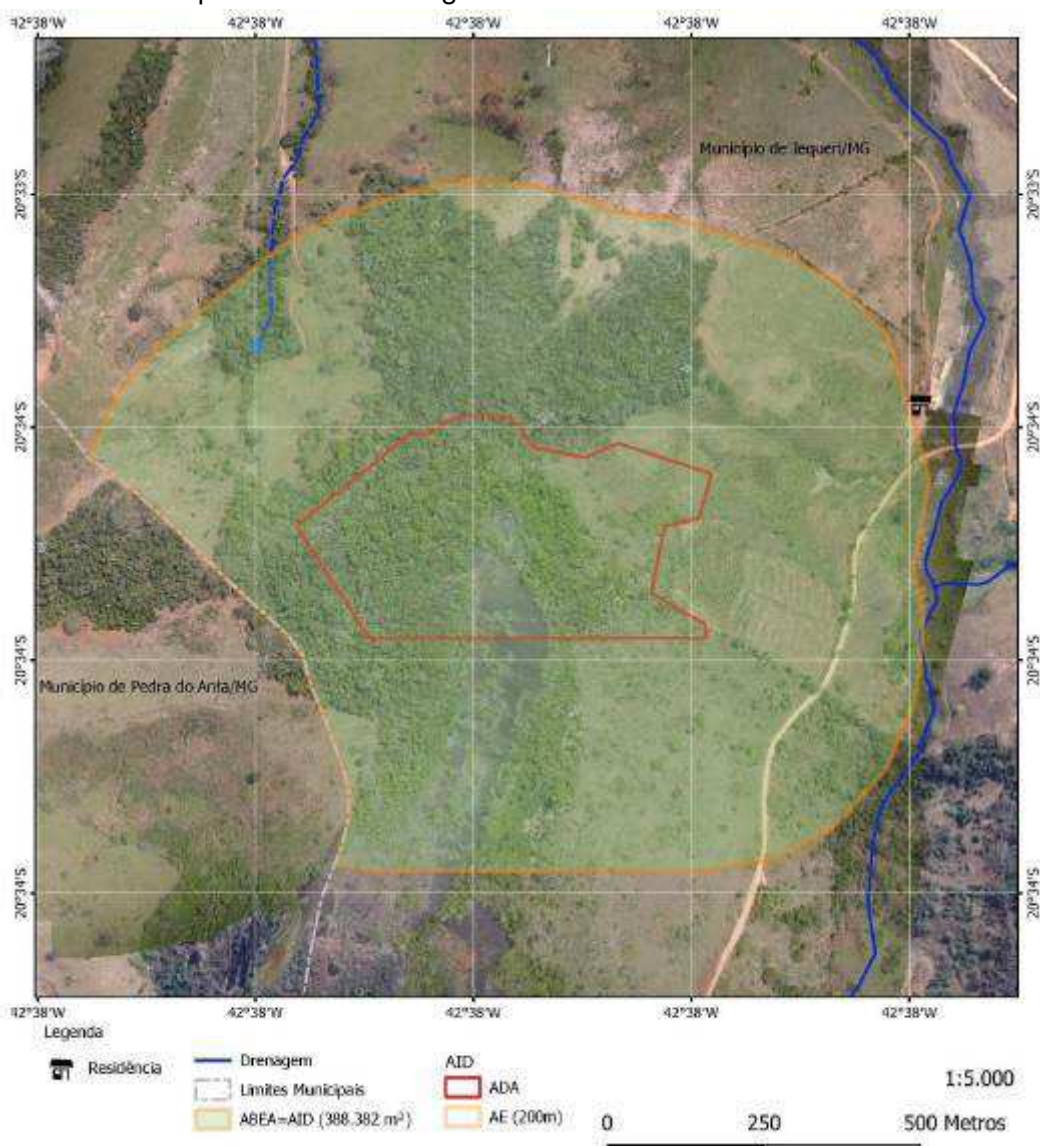 42°38'W 42°38'W 42°38'W 42°38'W 42°38'W
Município de Jequeri/MG
20°33'S 20°33'S
20°34'S 20°34'S
20°34'S 20°34'S
Município de Pedra do Anta/MG
20°34'S 20°34'S
42°38'W 42°38'W 42°38'W 42°38'W 42°38'W
Legenda
Residência
Drenagem
Limites Municipais
ABEA=AID (388.382 m²)
AID
ADA
AE (200m)
1:5.000
0 250 500 Metros